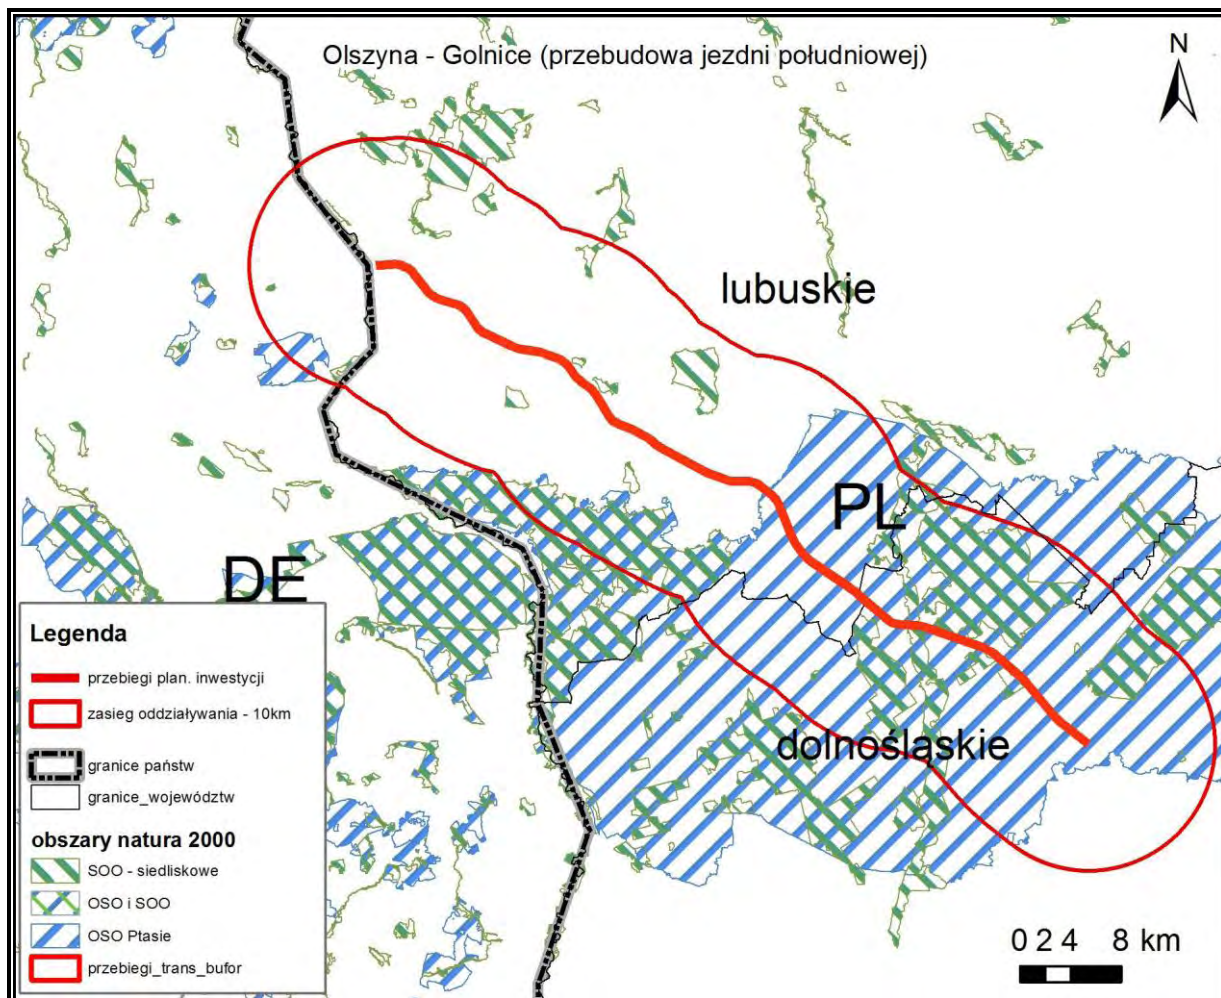 Olszyna - Golnice (przebudowa jezdni południowej)
N
lubuskie
PL
DE
dolnośląskie
Legenda
przebiegi plan. inwestycji
zasieg oddziaływania - 10km
granice państw
granice_województw
obszary natura 2000
SOO - siedliskowe
OSO i SOO
OSO Ptasie
przebiegi_trans_bufor
0 2 4 8 km